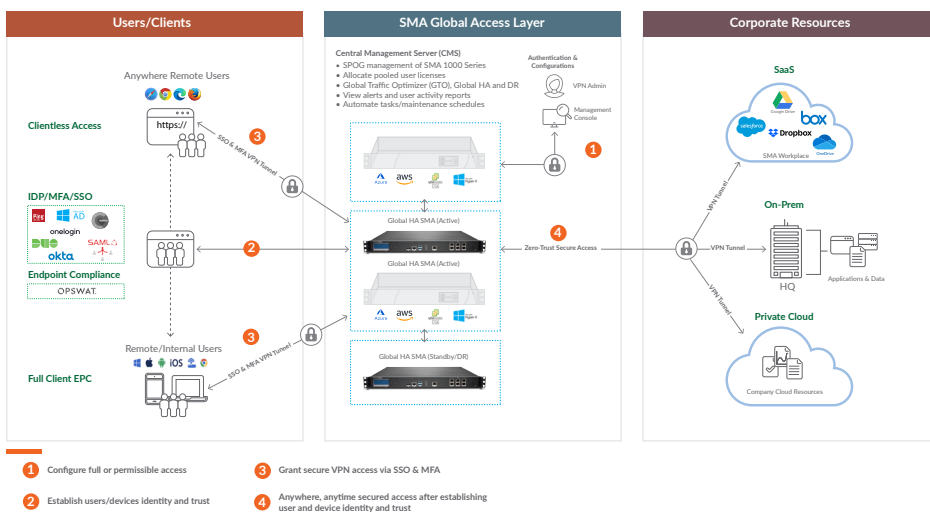 Users/Clients
SMA Global Access Layer
Corporate Resources
Anywhere Remote Users
https://
Clientless Access
SSO & MFA VPN Tunnel
3
IDP/MFA/SSO
Ping
AD
onelogin
DUO
SAML
okta
Endpoint Compliance
OPSWAT.
2
Remote/Internal Users
iOS
3
SSO & MFA VPN Tunnel
Full Client EPC
Central Management Server (CMS)
• SPOG management of SMA 1000 Series
• Allocate pooled user licenses
• Global Traffic Optimizer (GTO), Global HA and DR
• View alerts and user activity reports
• Automate tasks/maintenance schedules
Authentication &
Configurations
VPN Admin
Management
Console
1
Azure
aws
Global HA SMA (Active)
Global HA SMA (Active)
Azure
aws
Global HA SMA (Standby/DR)
4
Zero-Trust Secure Access
VPN Tunnel
VPN Tunnel
VPN Tunnel
SaaS
Google Drive
box
salesforce
Dropbox
OneDrive
SMA Workplace
On-Prem
HQ
Applications & Data
Private Cloud
Company Cloud Resources
1 Configure full or permissible access
2 Establish users/devices identity and trust
3 Grant secure VPN access via SSO & MFA
4 Anywhere, anytime secured access after establishing
user and device identity and trust